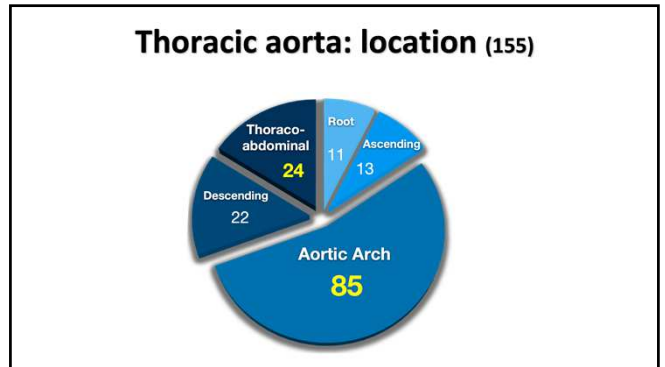 Thoracic aorta: location (155)
Root
11
Ascending
13
Thoraco-
abdominal
24
Descending
22
Aortic Arch
85